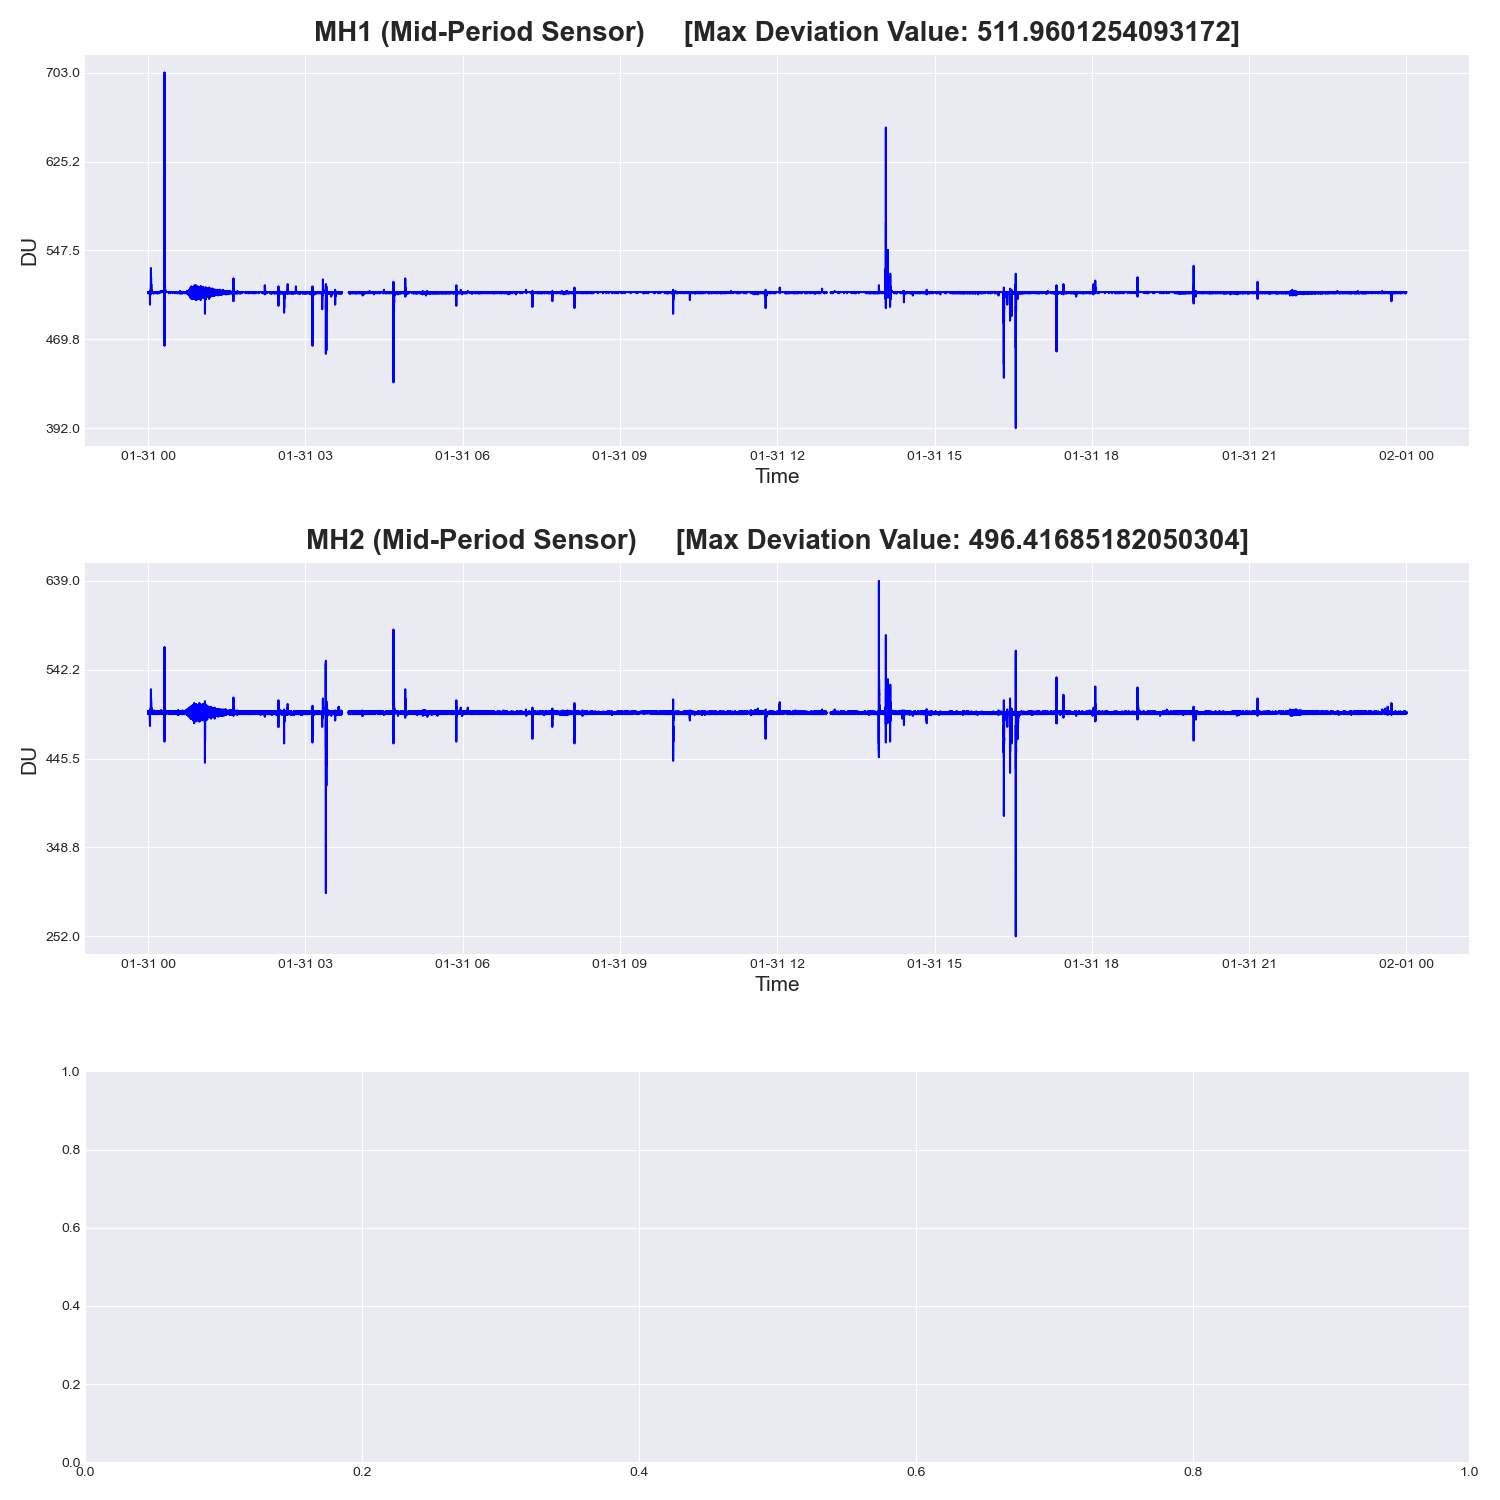 MH1 (Mid-Period Sensor) [Max Deviation Value: 511.9601254093172]
703.0
625.2
547.5
469.8
392.0
DU
01-31 00 01-31 03 01-31 06 01-31 09 01-31 12 01-31 15 01-31 18 01-31 21 02-01 00
Time
MH2 (Mid-Period Sensor) [Max Deviation Value: 496.41685182050304]
639.0
542.2
445.5
348.8
252.0
DU
01-31 00 01-31 03 01-31 06 01-31 09 01-31 12 01-31 15 01-31 18 01-31 21 02-01 00
Time
1.0
0.8
0.6
0.4
0.2
0.0
0.0 0.2 0.4 0.6 0.8 1.0